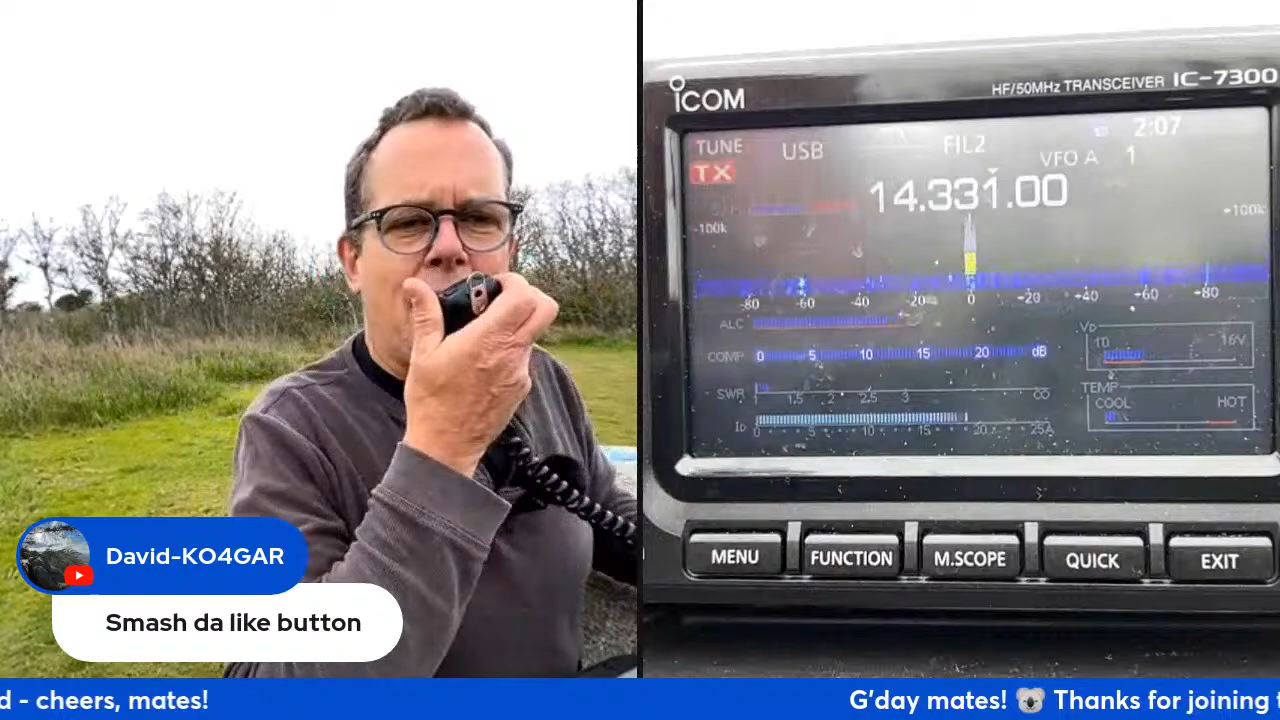 ICOM
HF/50MHz TRANSCEIVER IC-7300
TUNE USB FIL2 2:07
TX VFO A 1
14.331.00
-100k +100k
-80 -60 -40 -20 0 +20 +40 +60 +80
ALC
COMP 0 5 10 15 20 dB
SWR 1 1.5 2 2.5 3 ∞
ID 0 5 10 15 20 25A
VD
10 16V
TEMP
COOL HOT
MENU FUNCTION M.SCOPE QUICK EXIT
David-KO4GAR
Smash da like button
d - cheers, mates! G'day mates! 🐨 Thanks for joining